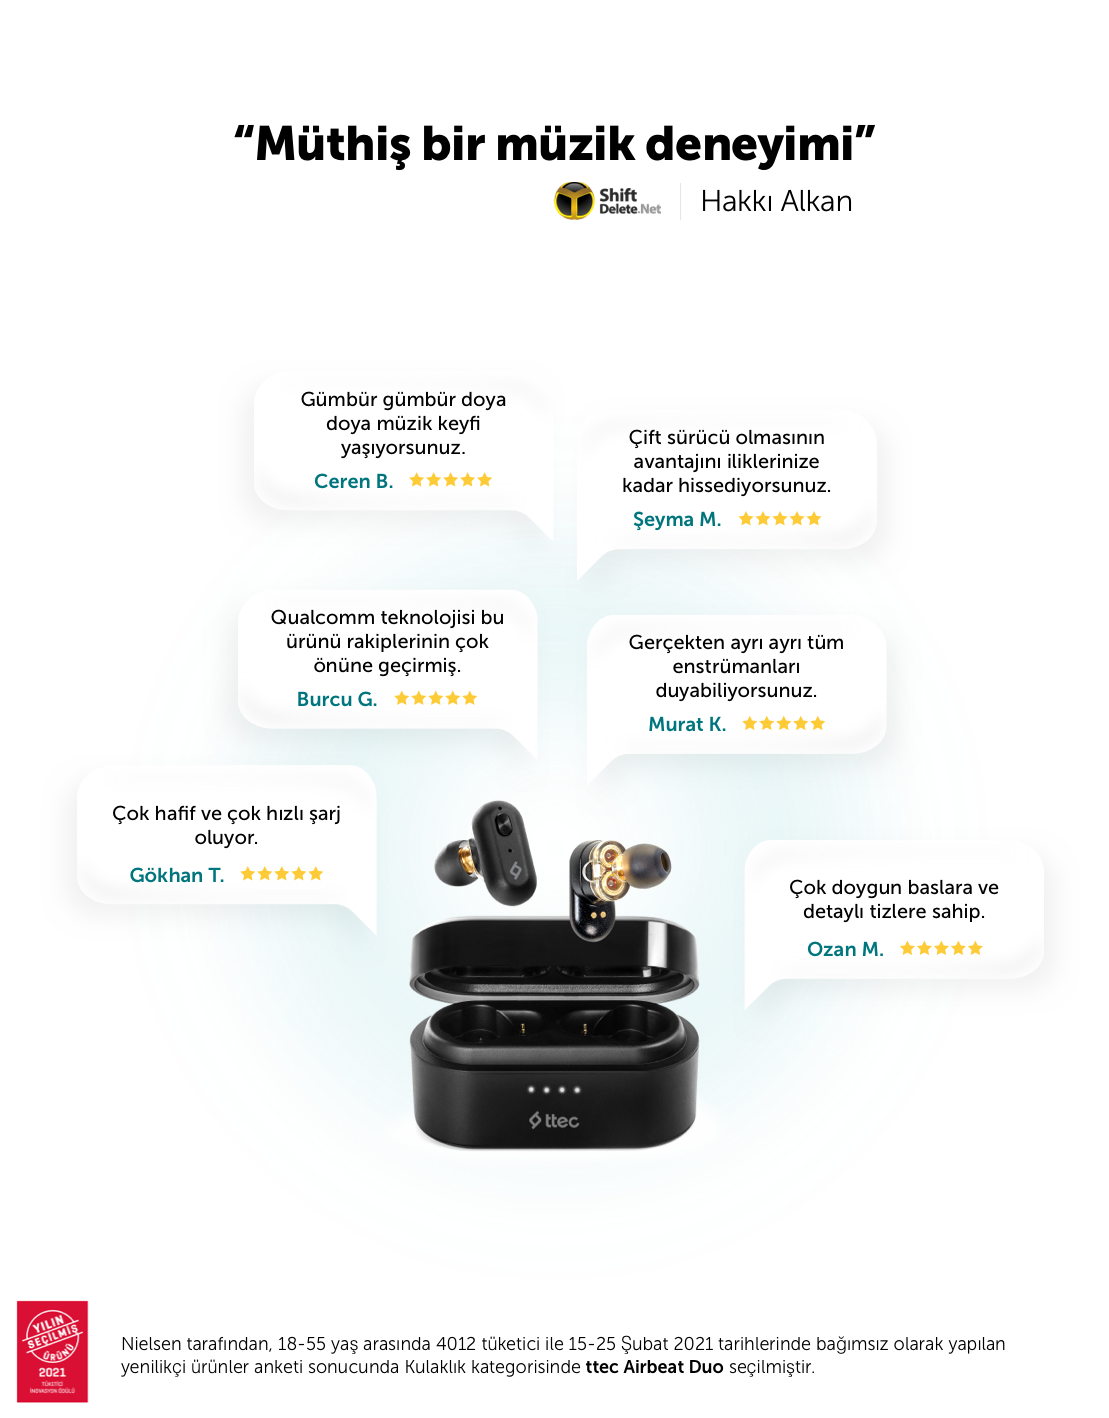 “Müthiş bir müzik deneyimi”
Shift
Delete.Net
Hakkı Alkan
Gümbür gümbür doya
doya müzik keyfi
yaşıyorsunuz.
Ceren B.
Çift sürücü olmasının
avantajını iliklerinize
kadar hissediyorsunuz.
Şeyma M.
Qualcomm teknolojisi bu
ürünü rakiplerinin çok
önüne geçirmiş.
Burcu G.
Gerçekten ayrı ayrı tüm
enstrümanları
duyabiliyorsunuz.
Murat K.
Çok hafif ve çok hızlı şarj
oluyor.
Gökhan T.
Çok doygun baslara ve
detaylı tizlere sahip.
Ozan M.
ttec
YILIN
SEÇİLMİŞ
ÜRÜNÜ
2021
TÜKETİCİ
İNOVASYON ÖDÜLÜ
Nielsen tarafından, 18-55 yaş arasında 4012 tüketici ile 15-25 Şubat 2021 tarihlerinde bağımsız olarak yapılan
yenilikçi ürünler anketi sonucunda Kulaklık kategorisinde ttec Airbeat Duo seçilmiştir.